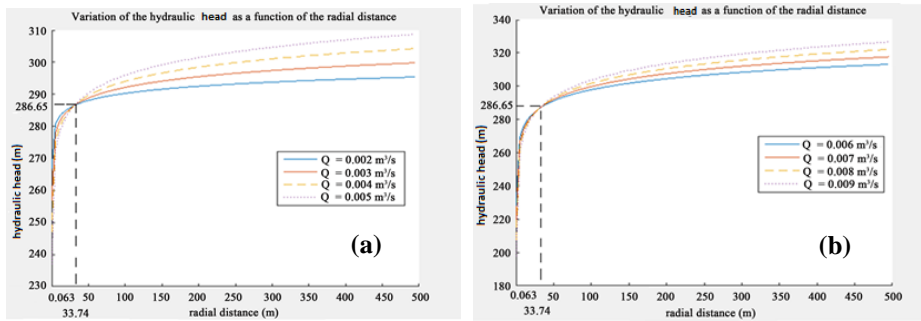 Variation of the hydraulic head as a function of the radial distance
310
300
290
286.65
280
270
260
250
240
230
hydraulic head (m)
Q = 0.002 m³/s
Q = 0.003 m³/s
Q = 0.004 m³/s
Q = 0.005 m³/s
(a)
0.063 50 100 150 200 250 300 350 400 450 500
33.74
radial distance (m)
Variation of the hydraulic head as a function of the radial distance
340
320
300
286.65
280
260
240
220
200
180
hydraulic head (m)
Q = 0.006 m³/s
Q = 0.007 m³/s
Q = 0.008 m³/s
Q = 0.009 m³/s
(b)
0.063 50 100 150 200 250 300 350 400 450 500
33.74
radial distance (m)